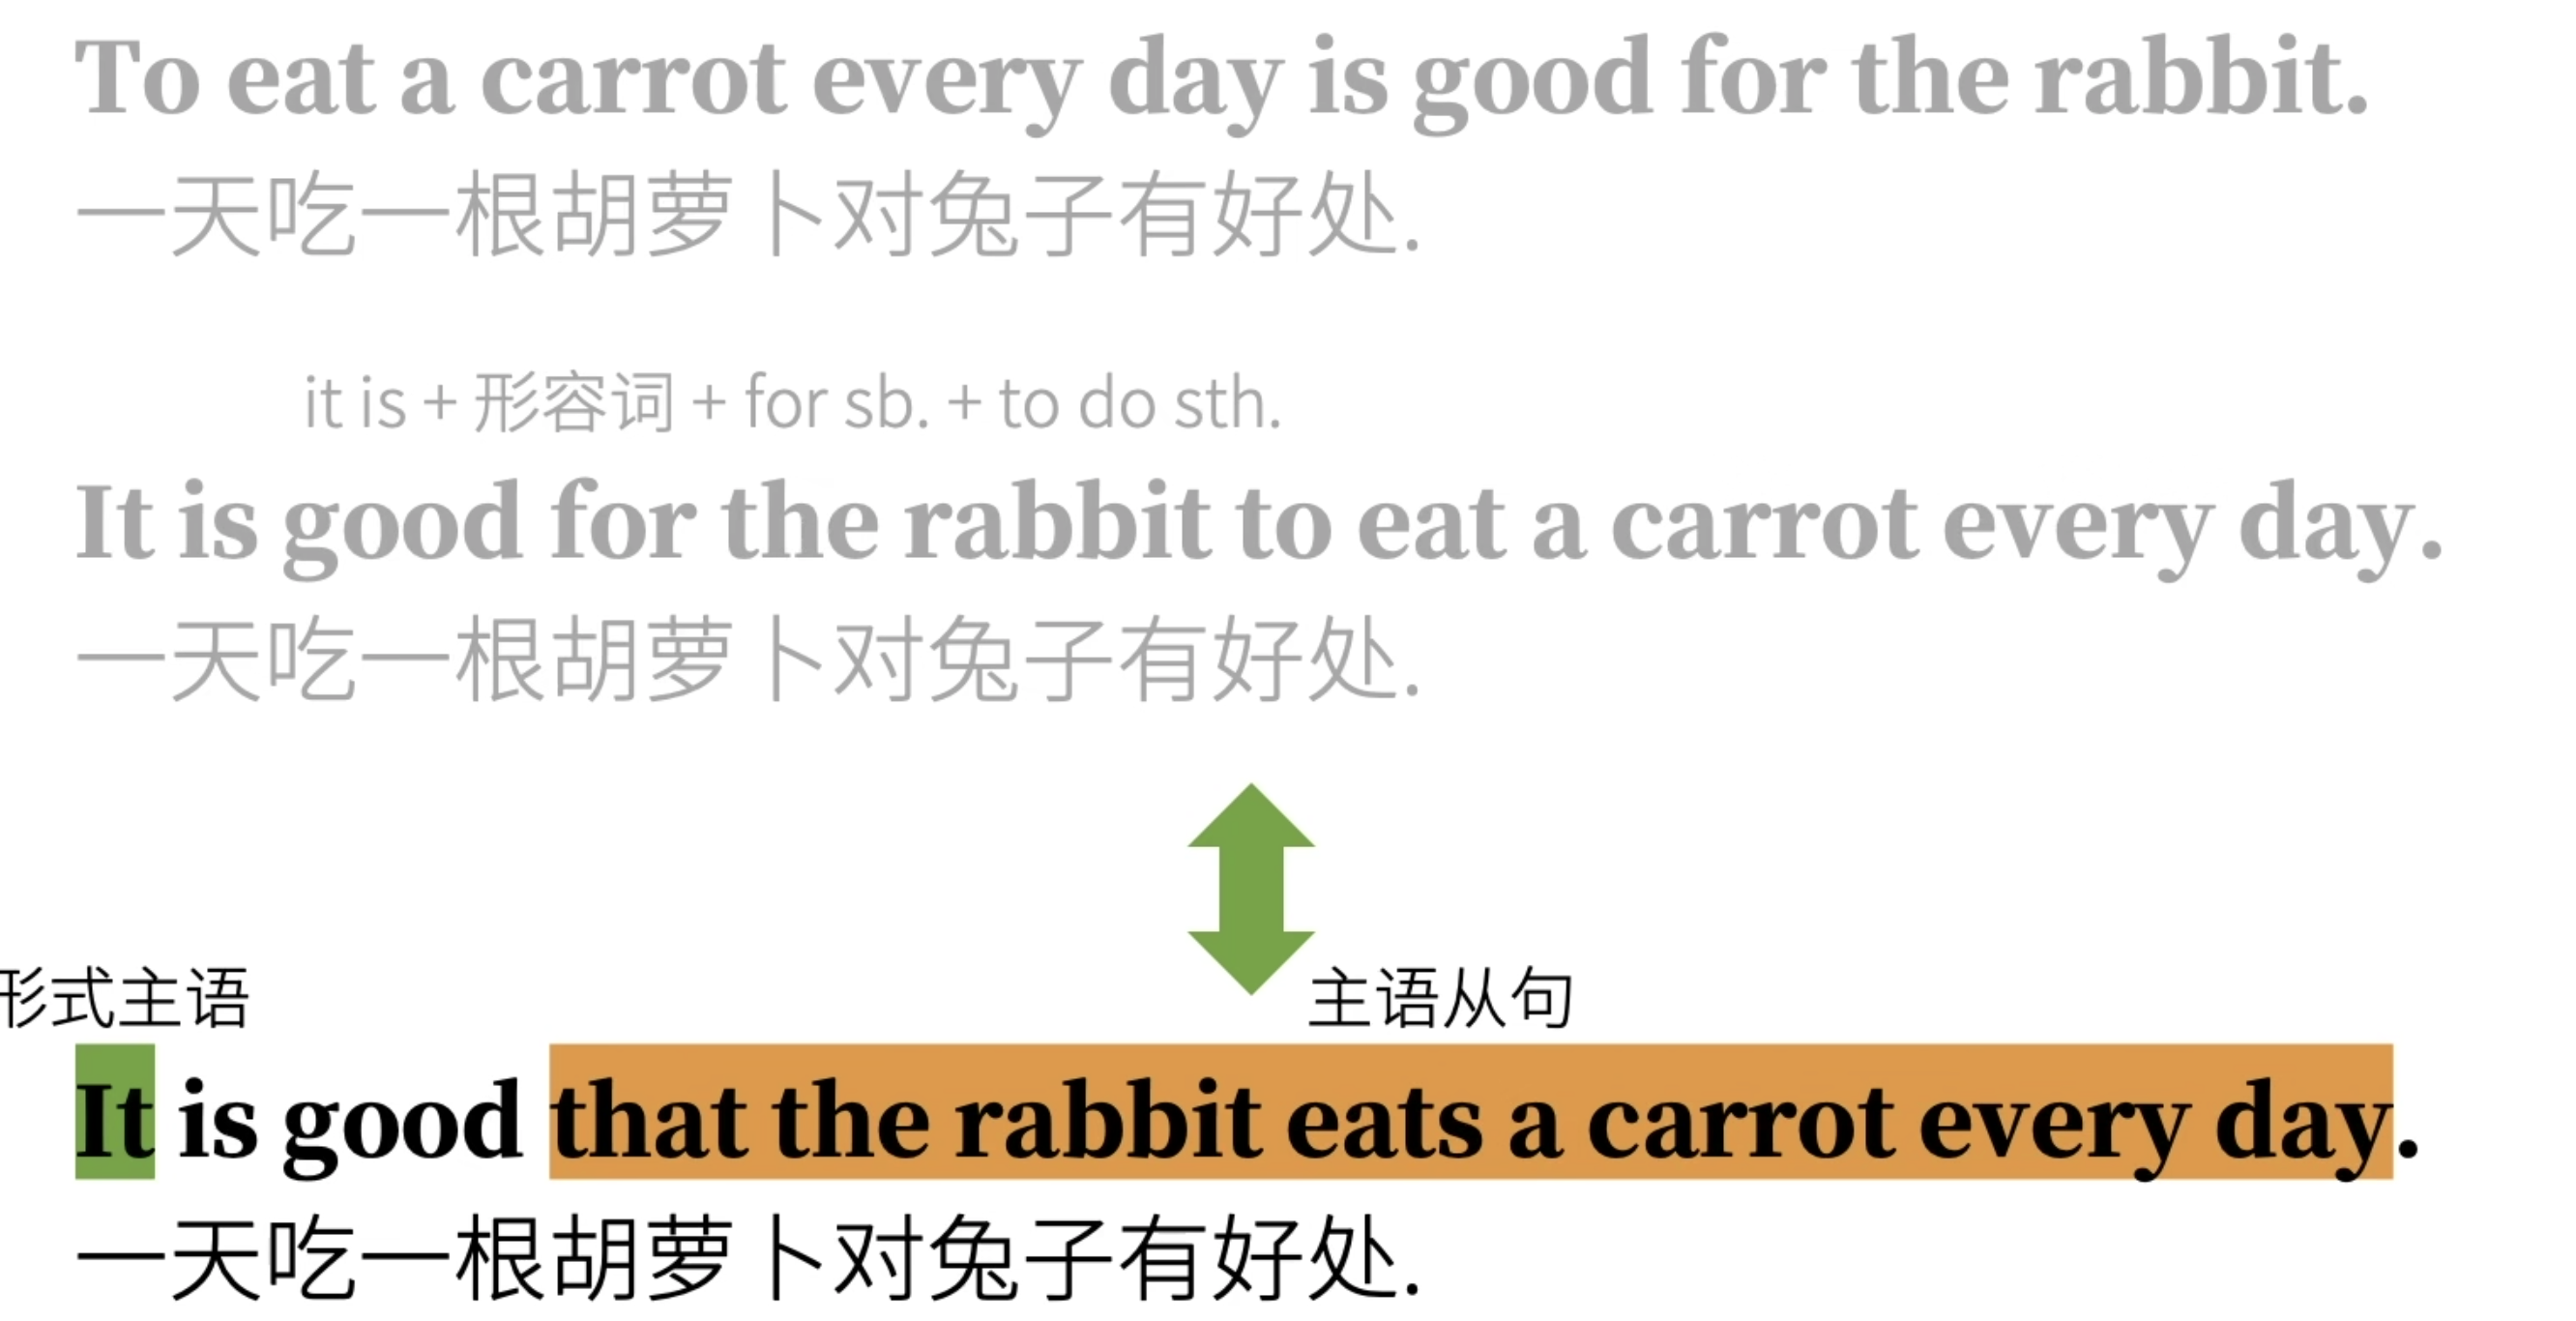 To eat a carrot every day is good for the rabbit.
一天吃一根胡萝卜对兔子有好处.
it is + 形容词 + for sb. + to do sth.
It is good for the rabbit to eat a carrot every day.
一天吃一根胡萝卜对兔子有好处.
形式主语 主语从句
It is good that the rabbit eats a carrot every day.
一天吃一根胡萝卜对兔子有好处.